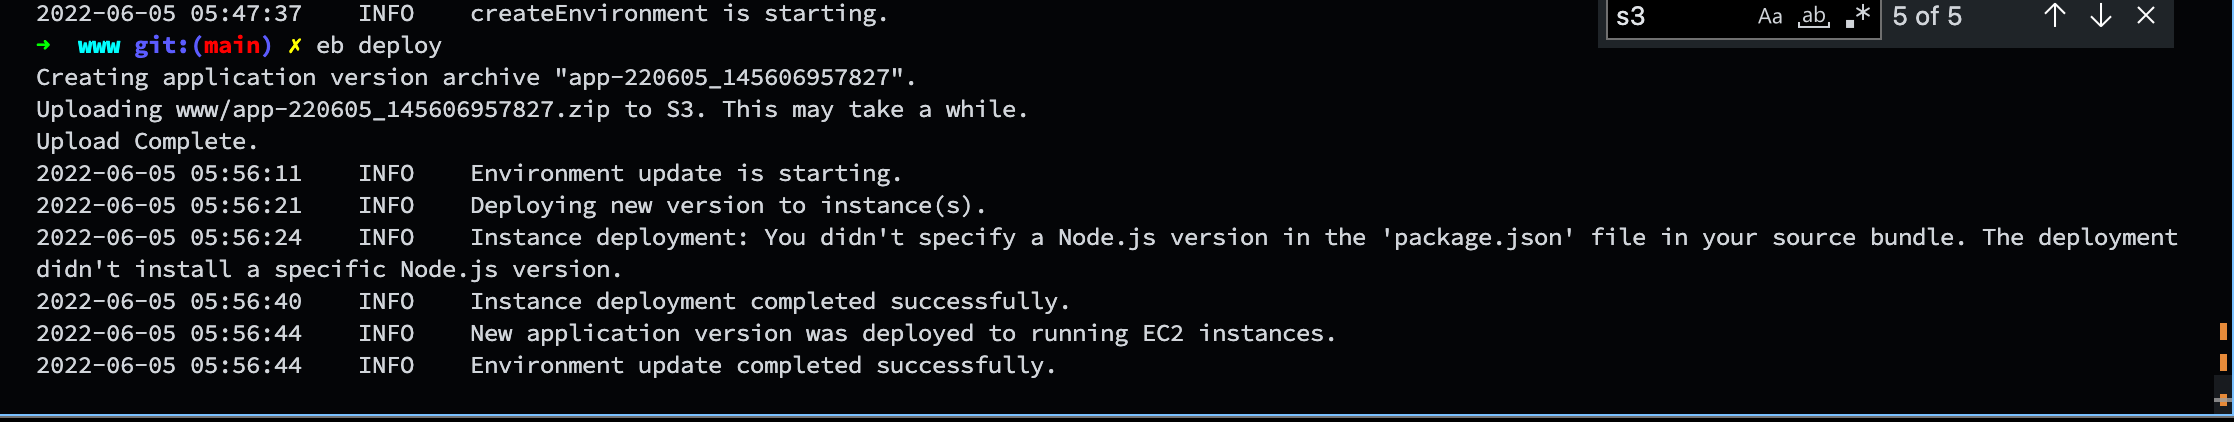 2022-06-05 05:47:37    INFO    createEnvironment is starting.
s3 Aa ab .* 5 of 5 ↑ ↓ ×
➜  www git:(main) ✗ eb deploy
Creating application version archive "app-220605_145606957827".
Uploading www/app-220605_145606957827.zip to S3. This may take a while.
Upload Complete.
2022-06-05 05:56:11    INFO    Environment update is starting.
2022-06-05 05:56:21    INFO    Deploying new version to instance(s).
2022-06-05 05:56:24    INFO    Instance deployment: You didn't specify a Node.js version in the 'package.json' file in your source bundle. The deployment
didn't install a specific Node.js version.
2022-06-05 05:56:40    INFO    Instance deployment completed successfully.
2022-06-05 05:56:44    INFO    New application version was deployed to running EC2 instances.
2022-06-05 05:56:44    INFO    Environment update completed successfully.